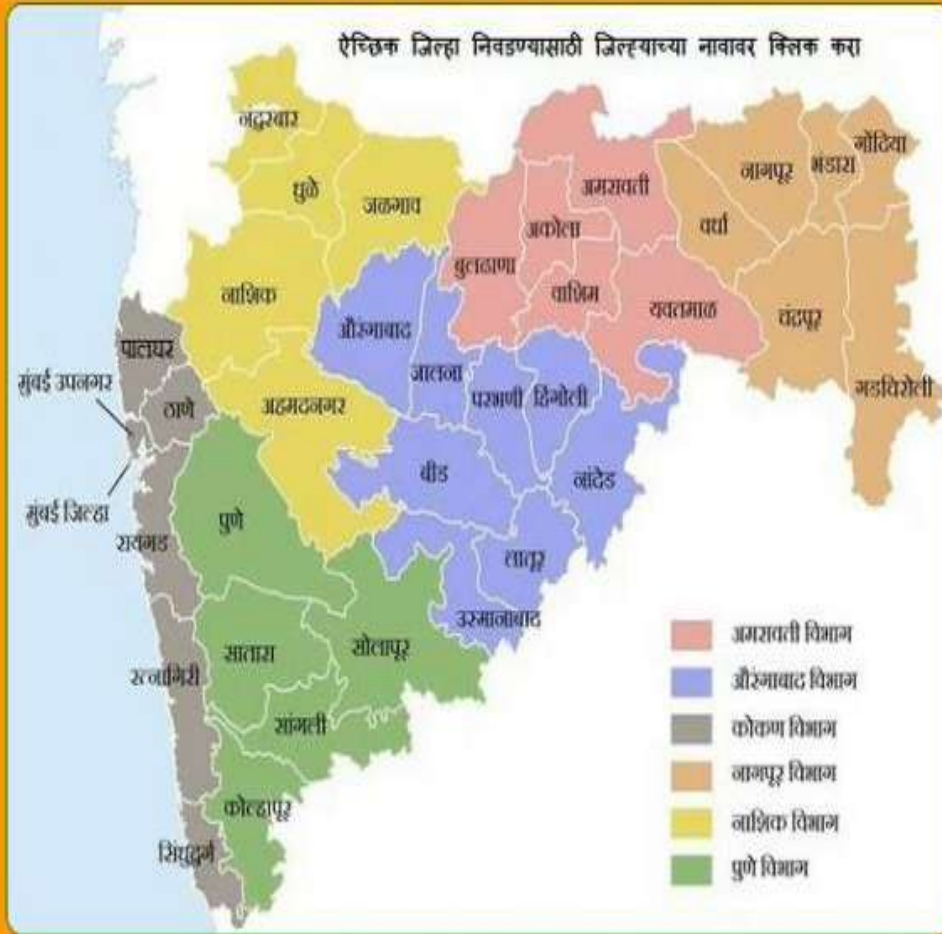 ऐच्छिक जिल्हा निवडण्यासाठी जिल्ह्याच्या नावावर क्लिक करा
नंदुरबार
धुळे
जळगाव
नाशिक
अहमदनगर
बुलढाणा
अकोला
अमरावती
वाशिम
यवतमाळ
वर्धा
नागपूर
भंडारा
गोंदिया
चंद्रपूर
गडचिरोली
औरंगाबाद
जालना
परभणी
हिंगोली
बीड
नांदेड
लातूर
उस्मानाबाद
पालघर
मुंबई उपनगर
ठाणे
मुंबई जिल्हा
रायगड
रत्नागिरी
सिंधुदुर्ग
पुणे
सातारा
सोलापूर
सांगली
कोल्हापूर
अमरावती विभाग
औरंगाबाद विभाग
कोकण विभाग
नागपूर विभाग
नाशिक विभाग
पुणे विभाग